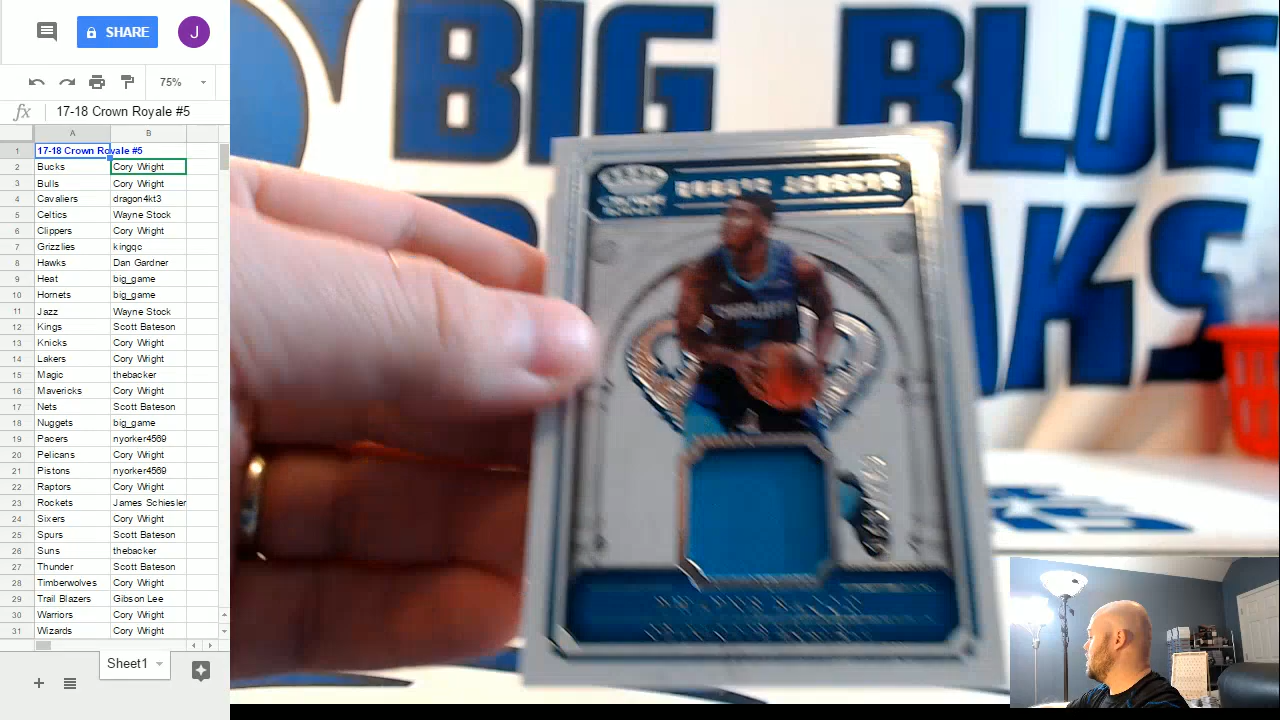 SHARE
J
75%
fx 17-18 Crown Royale #5
A B
1 17-18 Crown Royale #5
2 Bucks Cory Wright
3 Bulls Cory Wright
4 Cavaliers dragon4kt3
5 Celtics Wayne Stock
6 Clippers Cory Wright
7 Grizzlies kingqc
8 Hawks Dan Gardner
9 Heat big_game
10 Hornets big_game
11 Jazz Wayne Stock
12 Kings Scott Bateson
13 Knicks Cory Wright
14 Lakers Cory Wright
15 Magic thebacker
16 Mavericks Cory Wright
17 Nets Scott Bateson
18 Nuggets big_game
19 Pacers nyorker4569
20 Pelicans Cory Wright
21 Pistons nyorker4569
22 Raptors Cory Wright
23 Rockets James Schiesler
24 Sixers Cory Wright
25 Spurs Scott Bateson
26 Suns thebacker
27 Thunder Scott Bateson
28 Timberwolves Cory Wright
29 Trail Blazers Gibson Lee
30 Warriors Cory Wright
31 Wizards Cory Wright
Sheet1
BIG BLUE
CROWN
ROYALE
CHARLOTTE